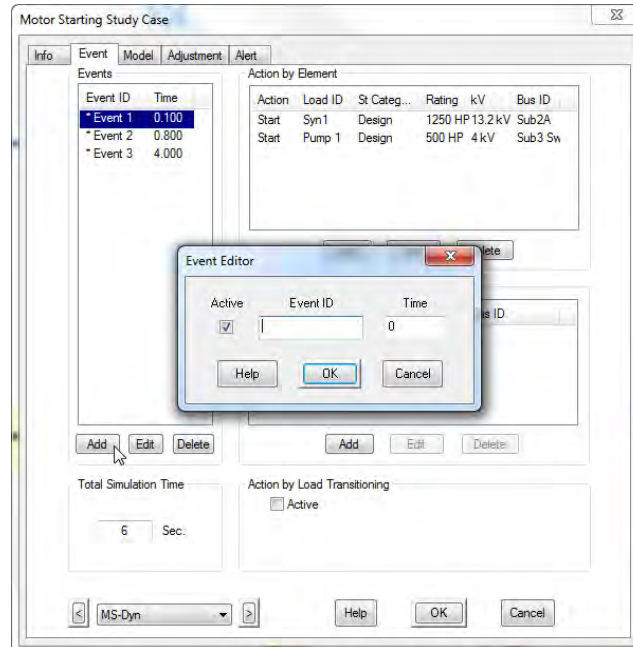 Motor Starting Study Case
Info Event Model Adjustment Alert
Events
Event ID Time
* Event 1 0.100
* Event 2 0.800
* Event 3 4.000
Action by Element
Action Load ID St Categ... Rating kV Bus ID
Start Syn1 Design 1250 HP 13.2 kV Sub2A
Start Pump 1 Design 500 HP 4 kV Sub3 Sw
lete
Event Editor
Active Event ID Time
0
Help OK Cancel
us ID
Add Edit Delete
Add Edit Delete
Total Simulation Time
6 Sec.
Action by Load Transitioning
Active
< MS-Dyn >
Help OK Cancel